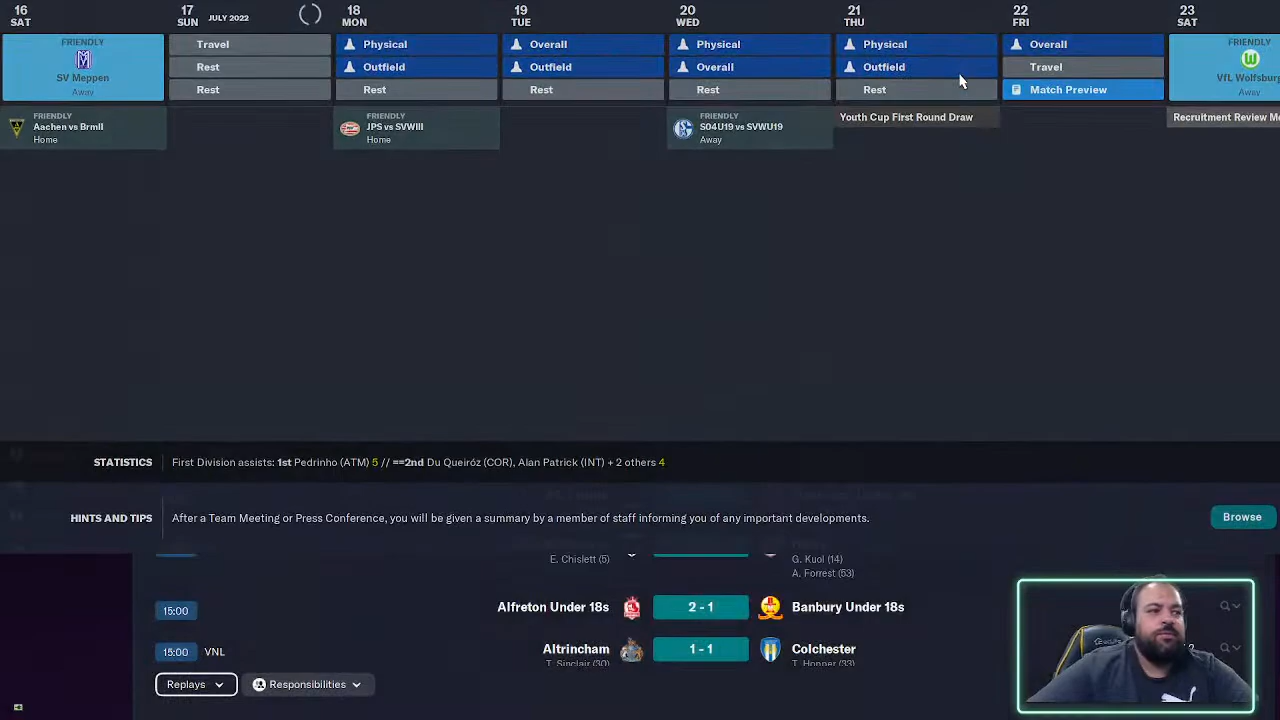 16
SAT
17
SUN
JULY 2022
18
MON
19
TUE
20
WED
21
THU
22
FRI
23
SAT
FRIENDLY
SV Meppen
Away
Travel
Rest
Rest
Physical
Outfield
Rest
Overall
Outfield
Rest
Physical
Overall
Rest
Physical
Outfield
Rest
Overall
Travel
Match Preview
FRIENDLY
VfL Wolfsburg
Away
FRIENDLY
Aachen vs BrmII
Home
FRIENDLY
JPS vs SVWIII
Home
FRIENDLY
S04U19 vs SVWU19
Away
Youth Cup First Round Draw
Recruitment Review Me
STATISTICS
First Division assists: 1st Pedrinho (ATM) 5 // ==2nd Du Queiróz (COR), Alan Patrick (INT) + 2 others 4
HINTS AND TIPS
After a Team Meeting or Press Conference, you will be given a summary by a member of staff informing you of any important developments.
Browse
E. Chislett (5)
G. Kuol (14)
A. Forrest (53)
15:00
Alfreton Under 18s
2 - 1
Banbury Under 18s
15:00
VNL
Altrincham
1 - 1
Colchester
T. Sinclair (30)
T. Hopper (33)
Replays
Responsibilities